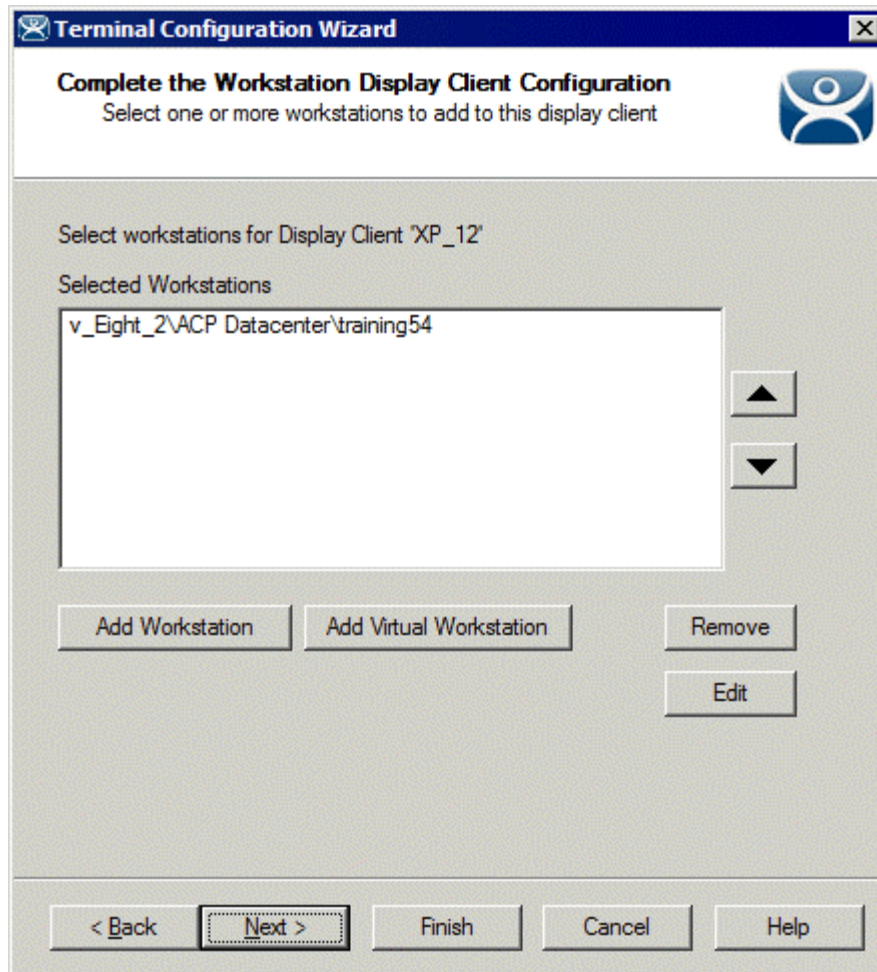 Terminal Configuration Wizard
Complete the Workstation Display Client Configuration
Select one or more workstations to add to this display client
Select workstations for Display Client 'XP_12'
Selected Workstations
v_Eight_2\ACP Datacenter\training54
Add Workstation Add Virtual Workstation Remove
Edit
< Back Next > Finish Cancel Help